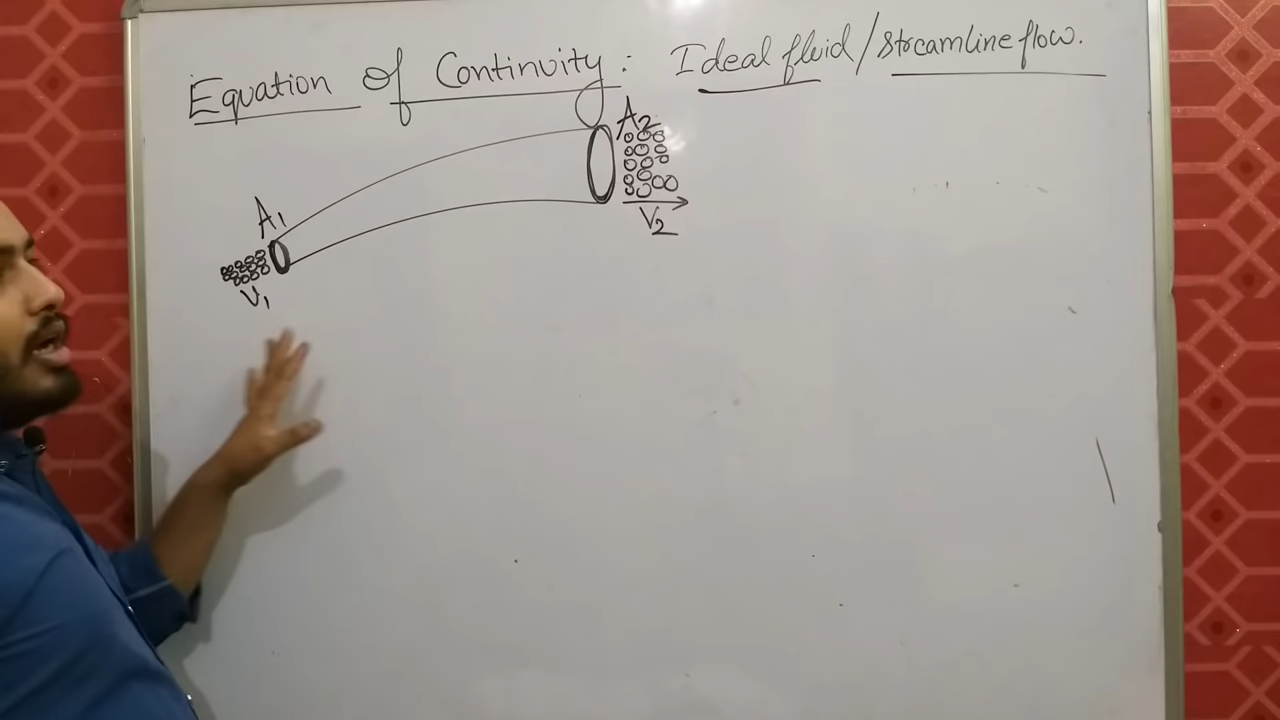 Equation of Continuity : Ideal fluid / streamline flow.
A2
A1
V2
V1